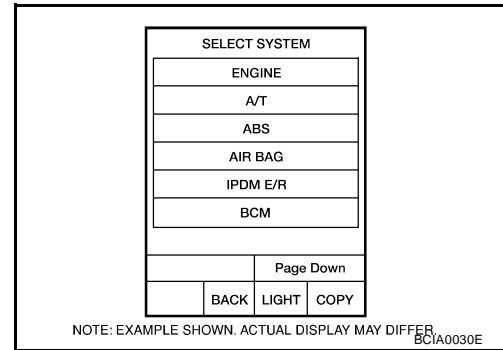 SELECT SYSTEM
ENGINE
A/T
ABS
AIR BAG
IPDM E/R
BCM
Page Down
BACK LIGHT COPY
NOTE: EXAMPLE SHOWN. ACTUAL DISPLAY MAY DIFFER.
BCIA0030E